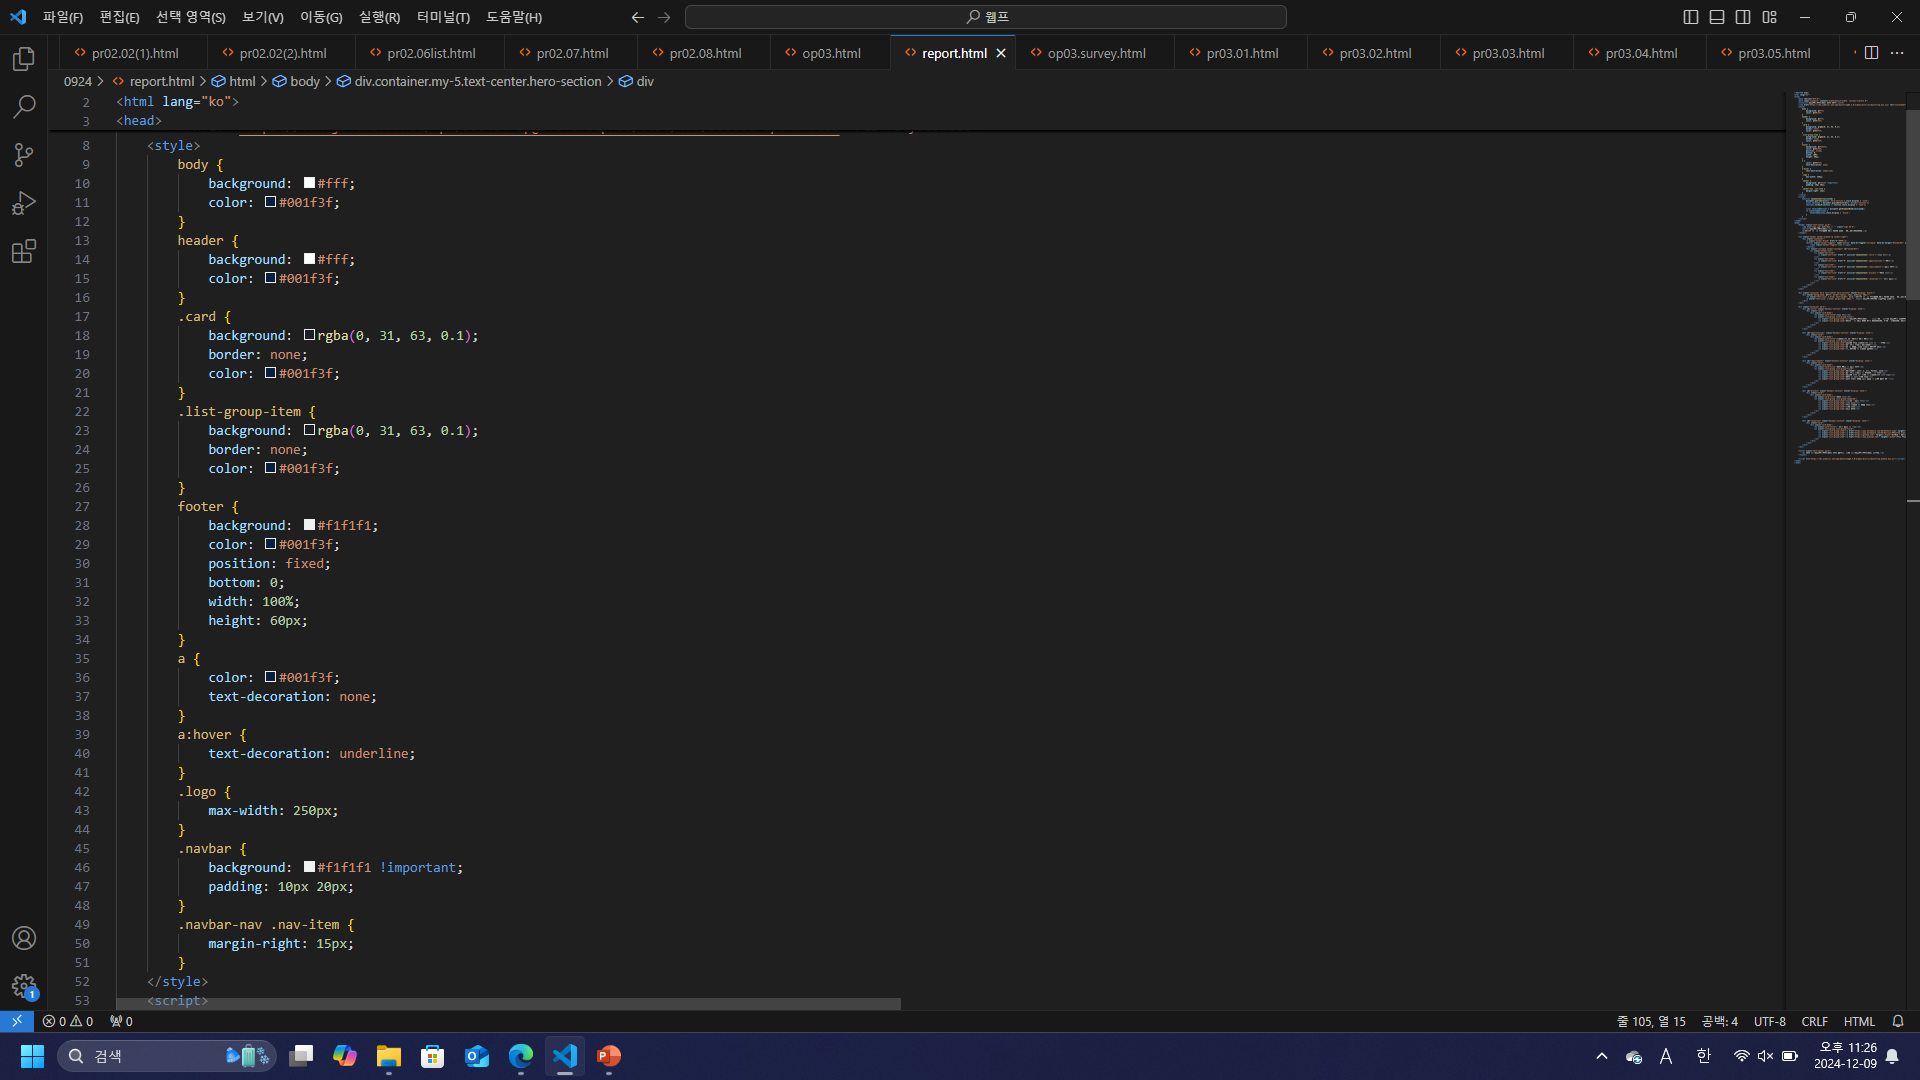 파일(F) 편집(E) 선택 영역(S) 보기(V) 이동(G) 실행(R) 터미널(T) 도움말(H) 웹프
pr02.02(1).html pr02.02(2).html pr02.06list.html pr02.07.html pr02.08.html op03.html report.html op03.survey.html pr03.01.html pr03.02.html pr03.03.html pr03.04.html pr03.05.html
0924 > report.html > html > body > div.container.my-5.text-center.hero-section > div
2 <html lang="ko">
3 <head>
8 <style>
9 body {
10 background: #fff;
11 color: #001f3f;
12 }
13 header {
14 background: #fff;
15 color: #001f3f;
16 }
17 .card {
18 background: rgba(0, 31, 63, 0.1);
19 border: none;
20 color: #001f3f;
21 }
22 .list-group-item {
23 background: rgba(0, 31, 63, 0.1);
24 border: none;
25 color: #001f3f;
26 }
27 footer {
28 background: #f1f1f1;
29 color: #001f3f;
30 position: fixed;
31 bottom: 0;
32 width: 100%;
33 height: 60px;
34 }
35 a {
36 color: #001f3f;
37 text-decoration: none;
38 }
39 a:hover {
40 text-decoration: underline;
41 }
42 .logo {
43 max-width: 250px;
44 }
45 .navbar {
46 background: #f1f1f1 !important;
47 padding: 10px 20px;
48 }
49 .navbar-nav .nav-item {
50 margin-right: 15px;
51 }
52 </style>
53 <script>
1
0 0 0 줄 105, 열 15 공백: 4 UTF-8 CRLF HTML
검색 A 한 오후 11:26
2024-12-09